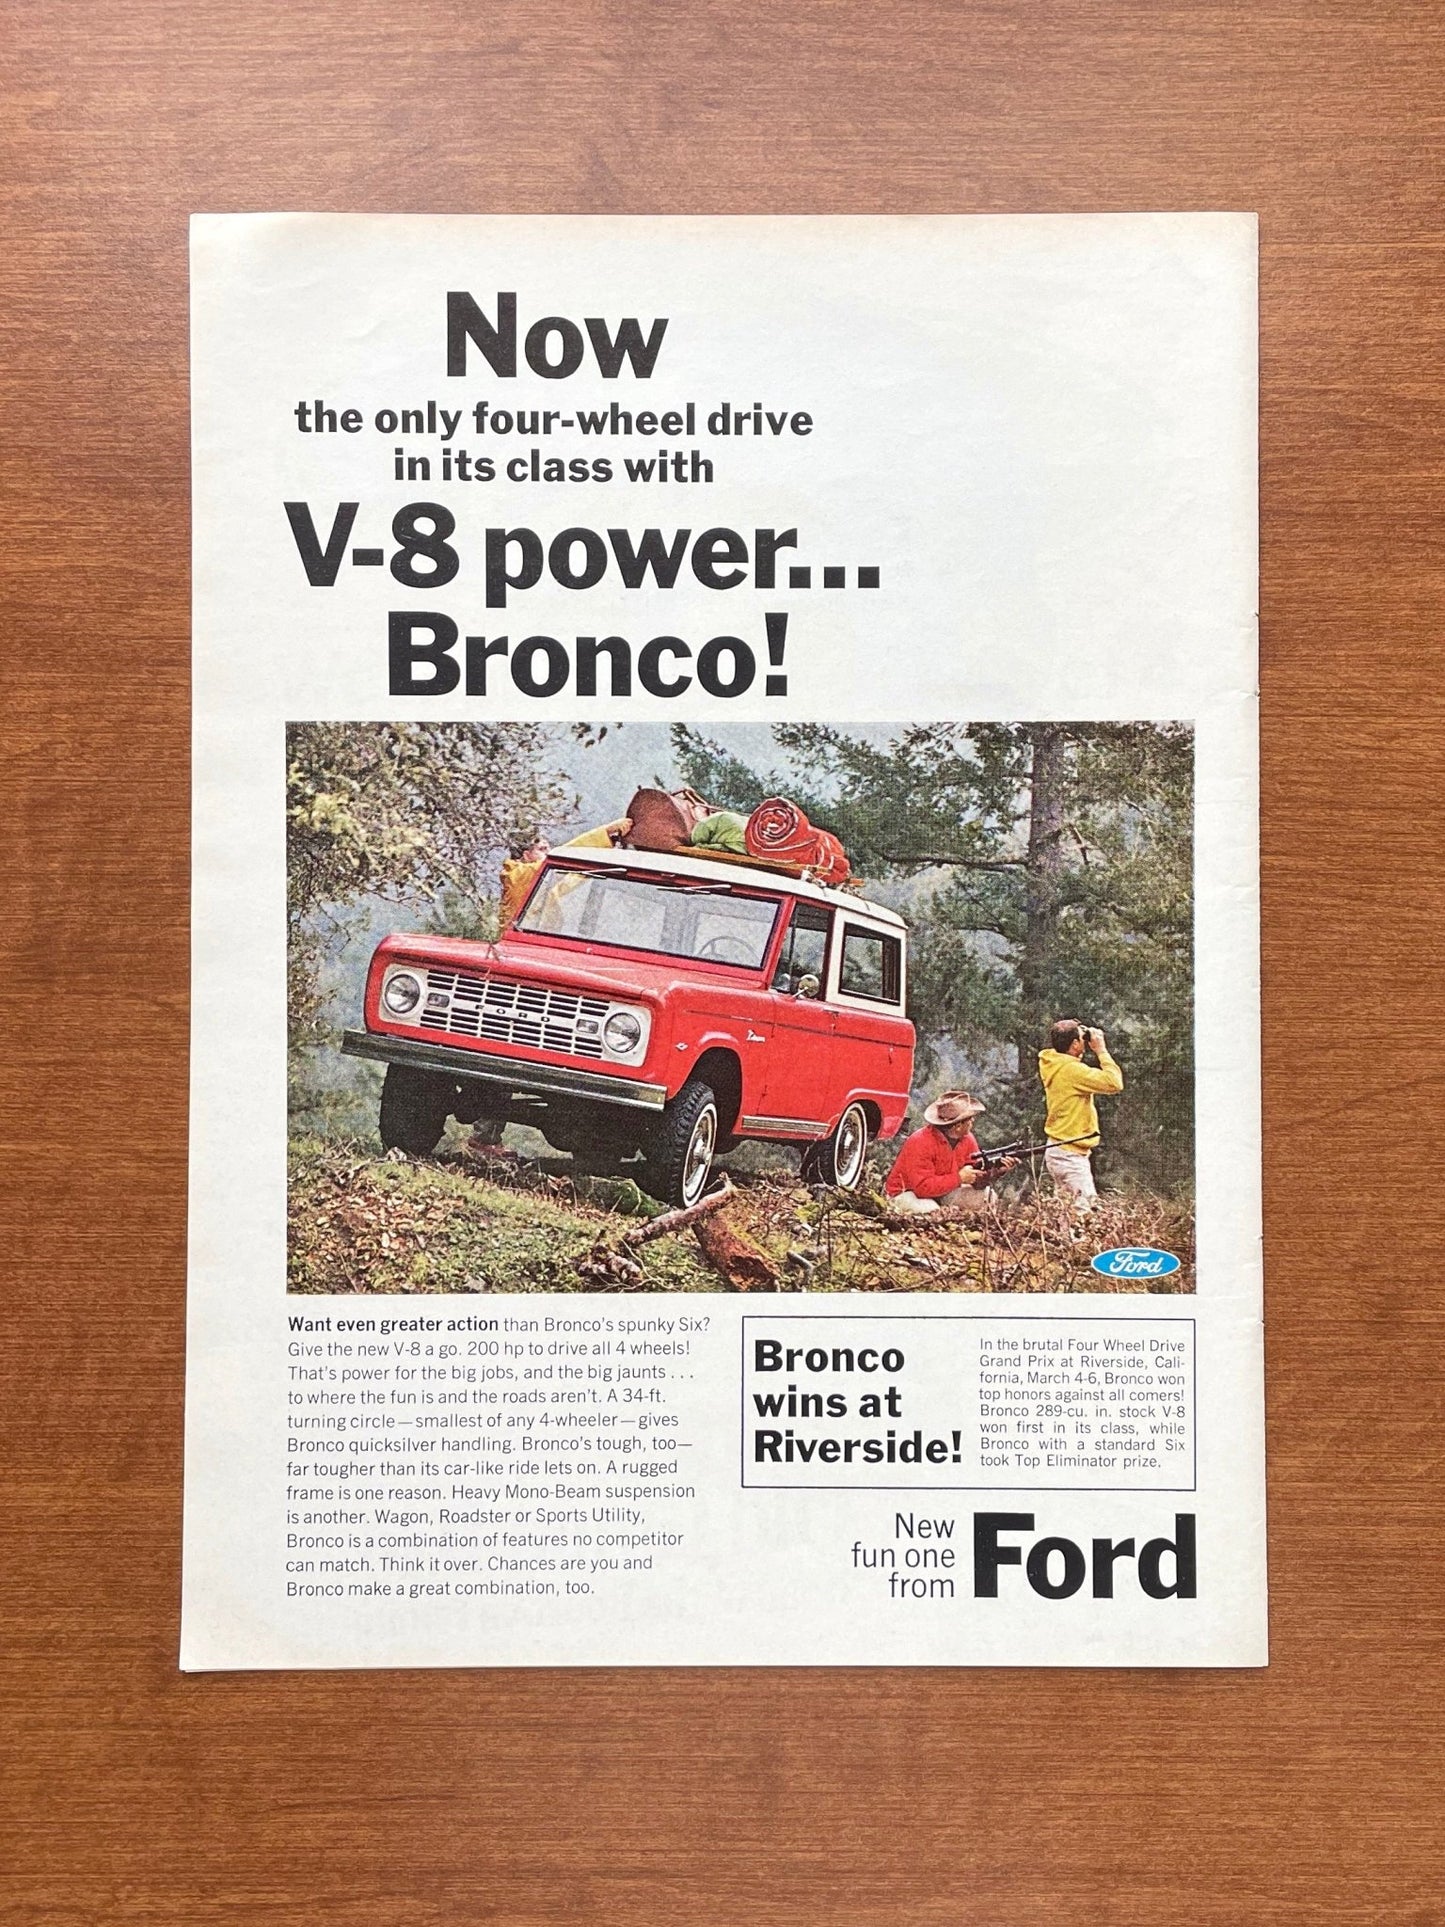 Now
the only four-wheel drive
in its class with
V-8 power...
Bronco!
FORD
Ford
Want even greater action than Bronco's spunky Six?
Give the new V-8 a go. 200 hp to drive all 4 wheels!
That's power for the big jobs, and the big jaunts . . .
to where the fun is and the roads aren't. A 34-ft.
turning circle—smallest of any 4-wheeler—gives
Bronco quicksilver handling. Bronco's tough, too—
far tougher than its car-like ride lets on. A rugged
frame is one reason. Heavy Mono-Beam suspension
is another. Wagon, Roadster or Sports Utility,
Bronco is a combination of features no competitor
can match. Think it over. Chances are you and
Bronco make a great combination, too.
Bronco
wins at
Riverside!
In the brutal Four Wheel Drive
Grand Prix at Riverside, Cali-
fornia, March 4-6, Bronco won
top honors against all comers!
Bronco 289-cu. in. stock V-8
won first in its class, while
Bronco with a standard Six
took Top Eliminator prize.
New
fun one
from
Ford